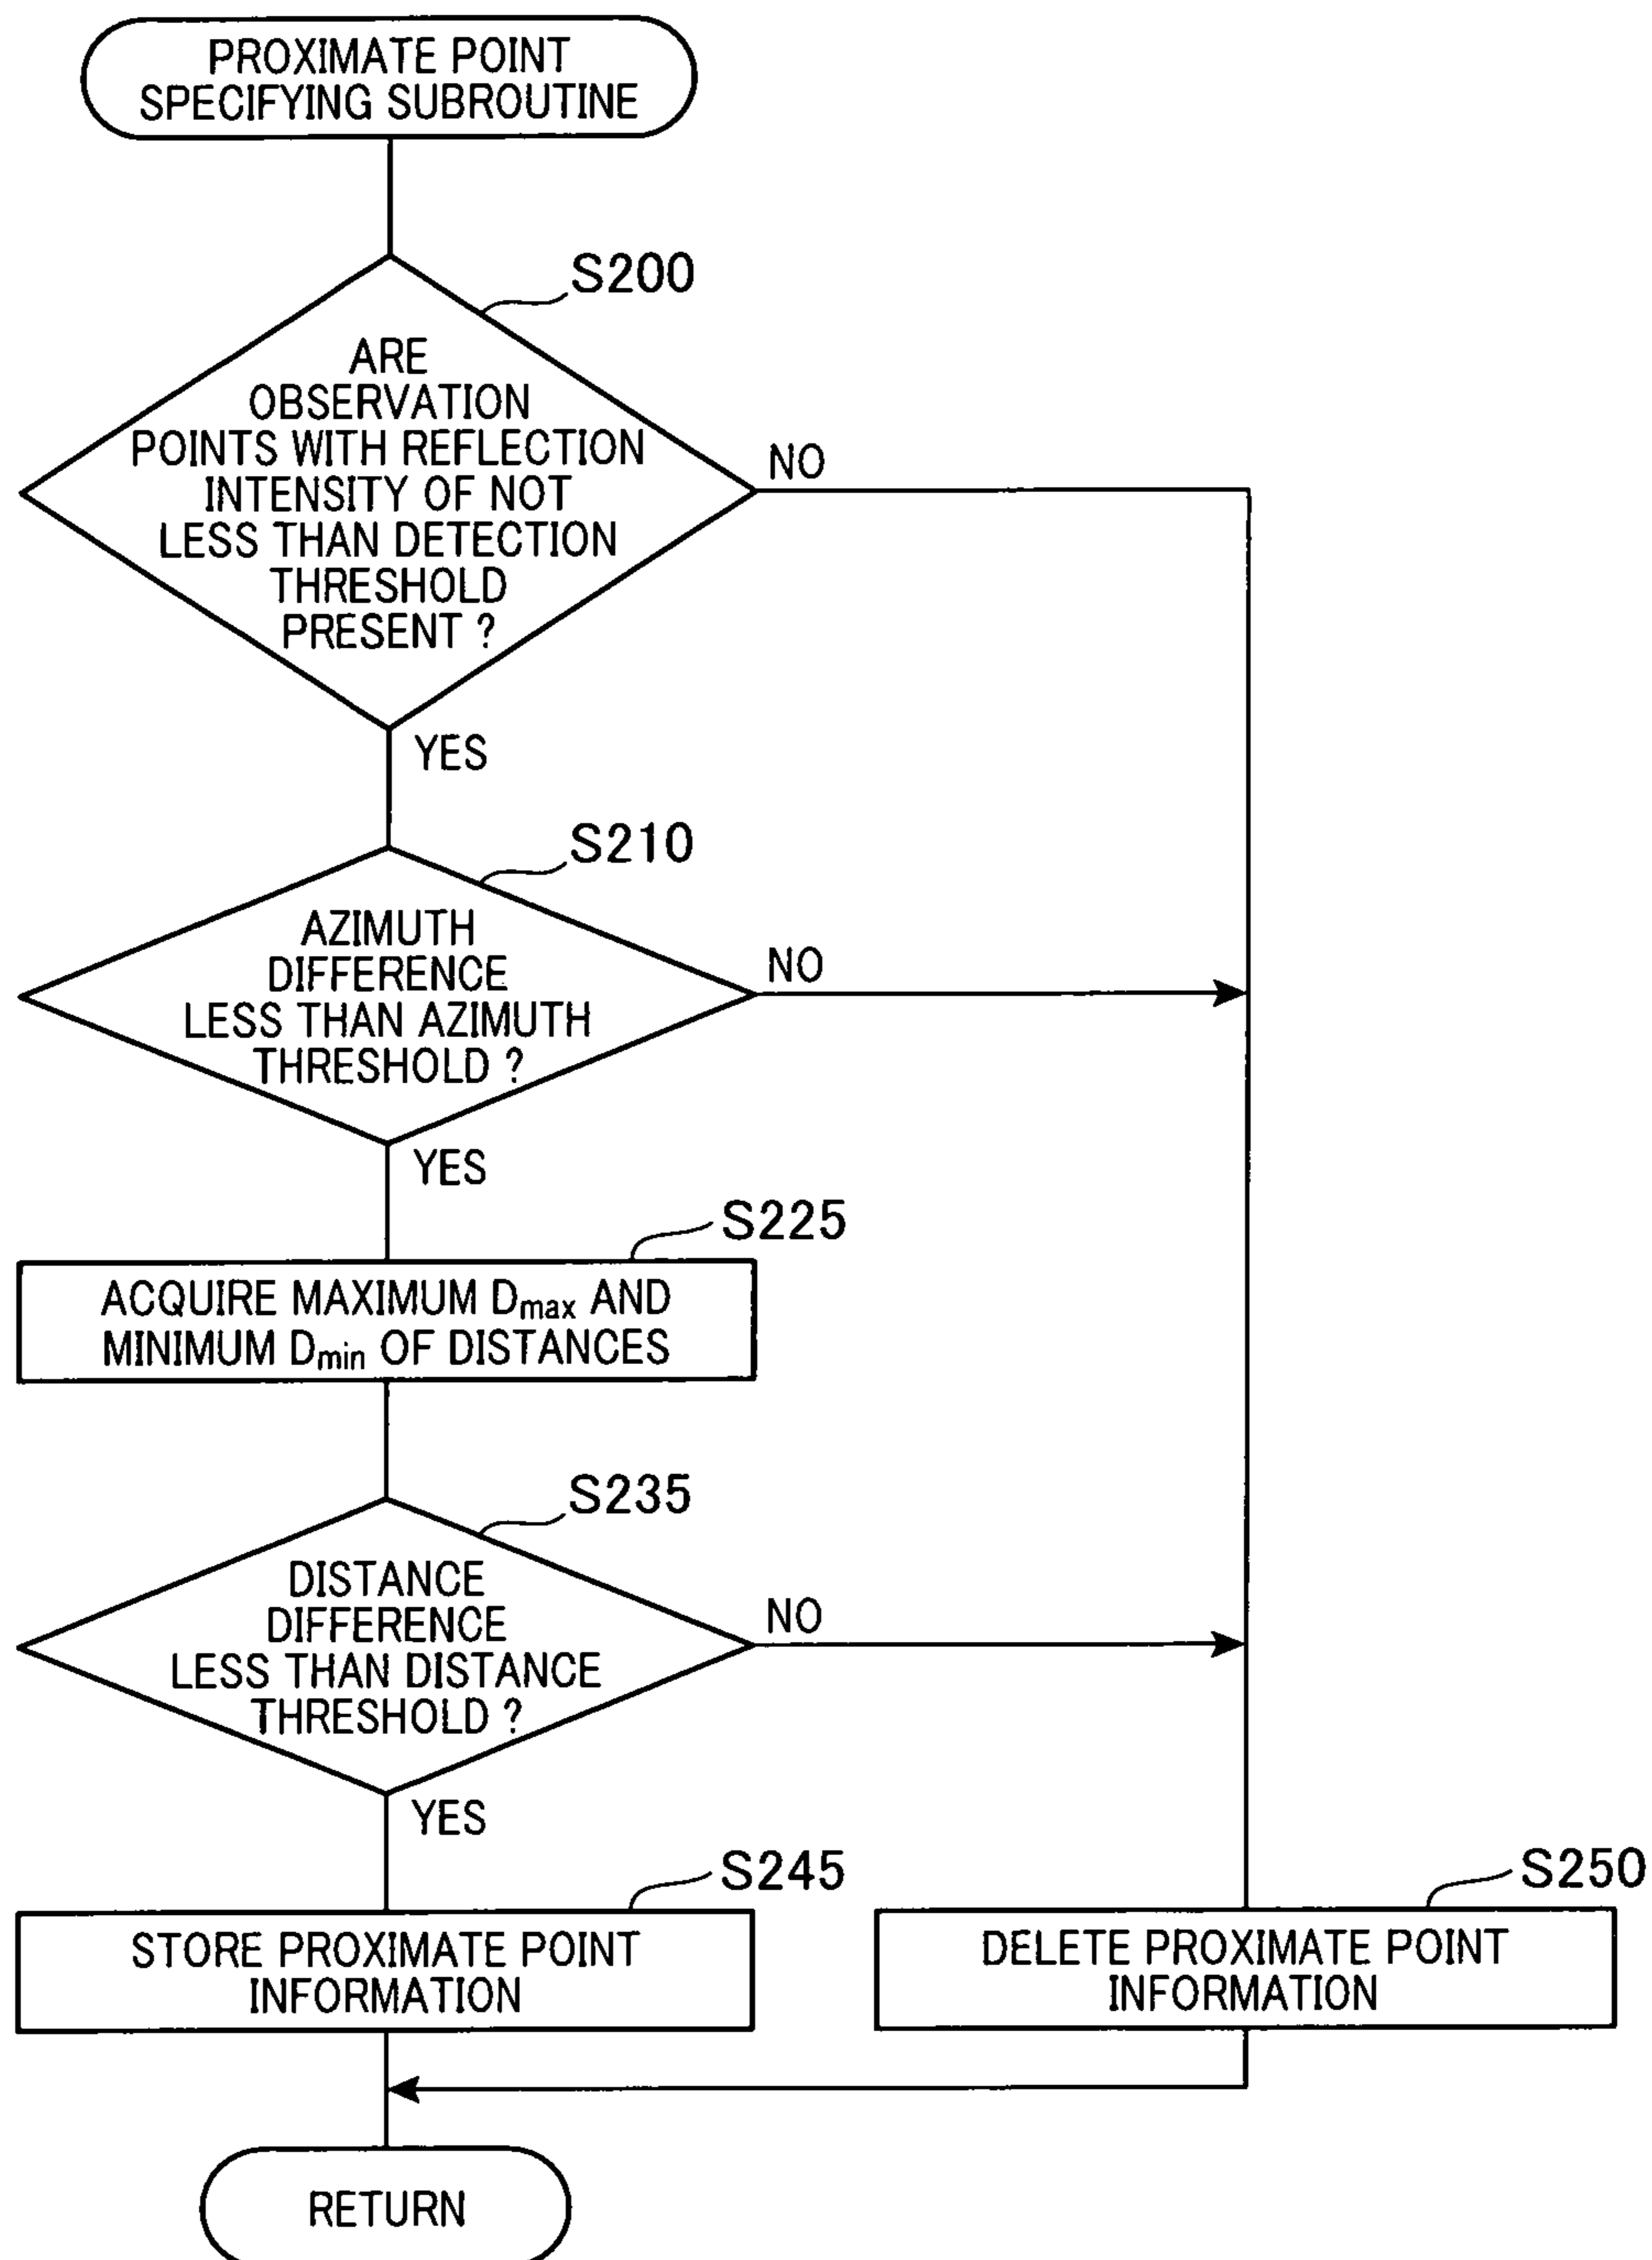 PROXIMATE POINT
SPECIFYING SUBROUTINE
S200
ARE
OBSERVATION
POINTS WITH REFLECTION
INTENSITY OF NOT
LESS THAN DETECTION
THRESHOLD
PRESENT ?
NO
YES
S210
AZIMUTH
DIFFERENCE
LESS THAN AZIMUTH
THRESHOLD ?
NO
YES
S225
ACQUIRE MAXIMUM Dmax AND
MINIMUM Dmin OF DISTANCES
S235
DISTANCE
DIFFERENCE
LESS THAN DISTANCE
THRESHOLD ?
NO
YES
S245
STORE PROXIMATE POINT
INFORMATION
S250
DELETE PROXIMATE POINT
INFORMATION
RETURN